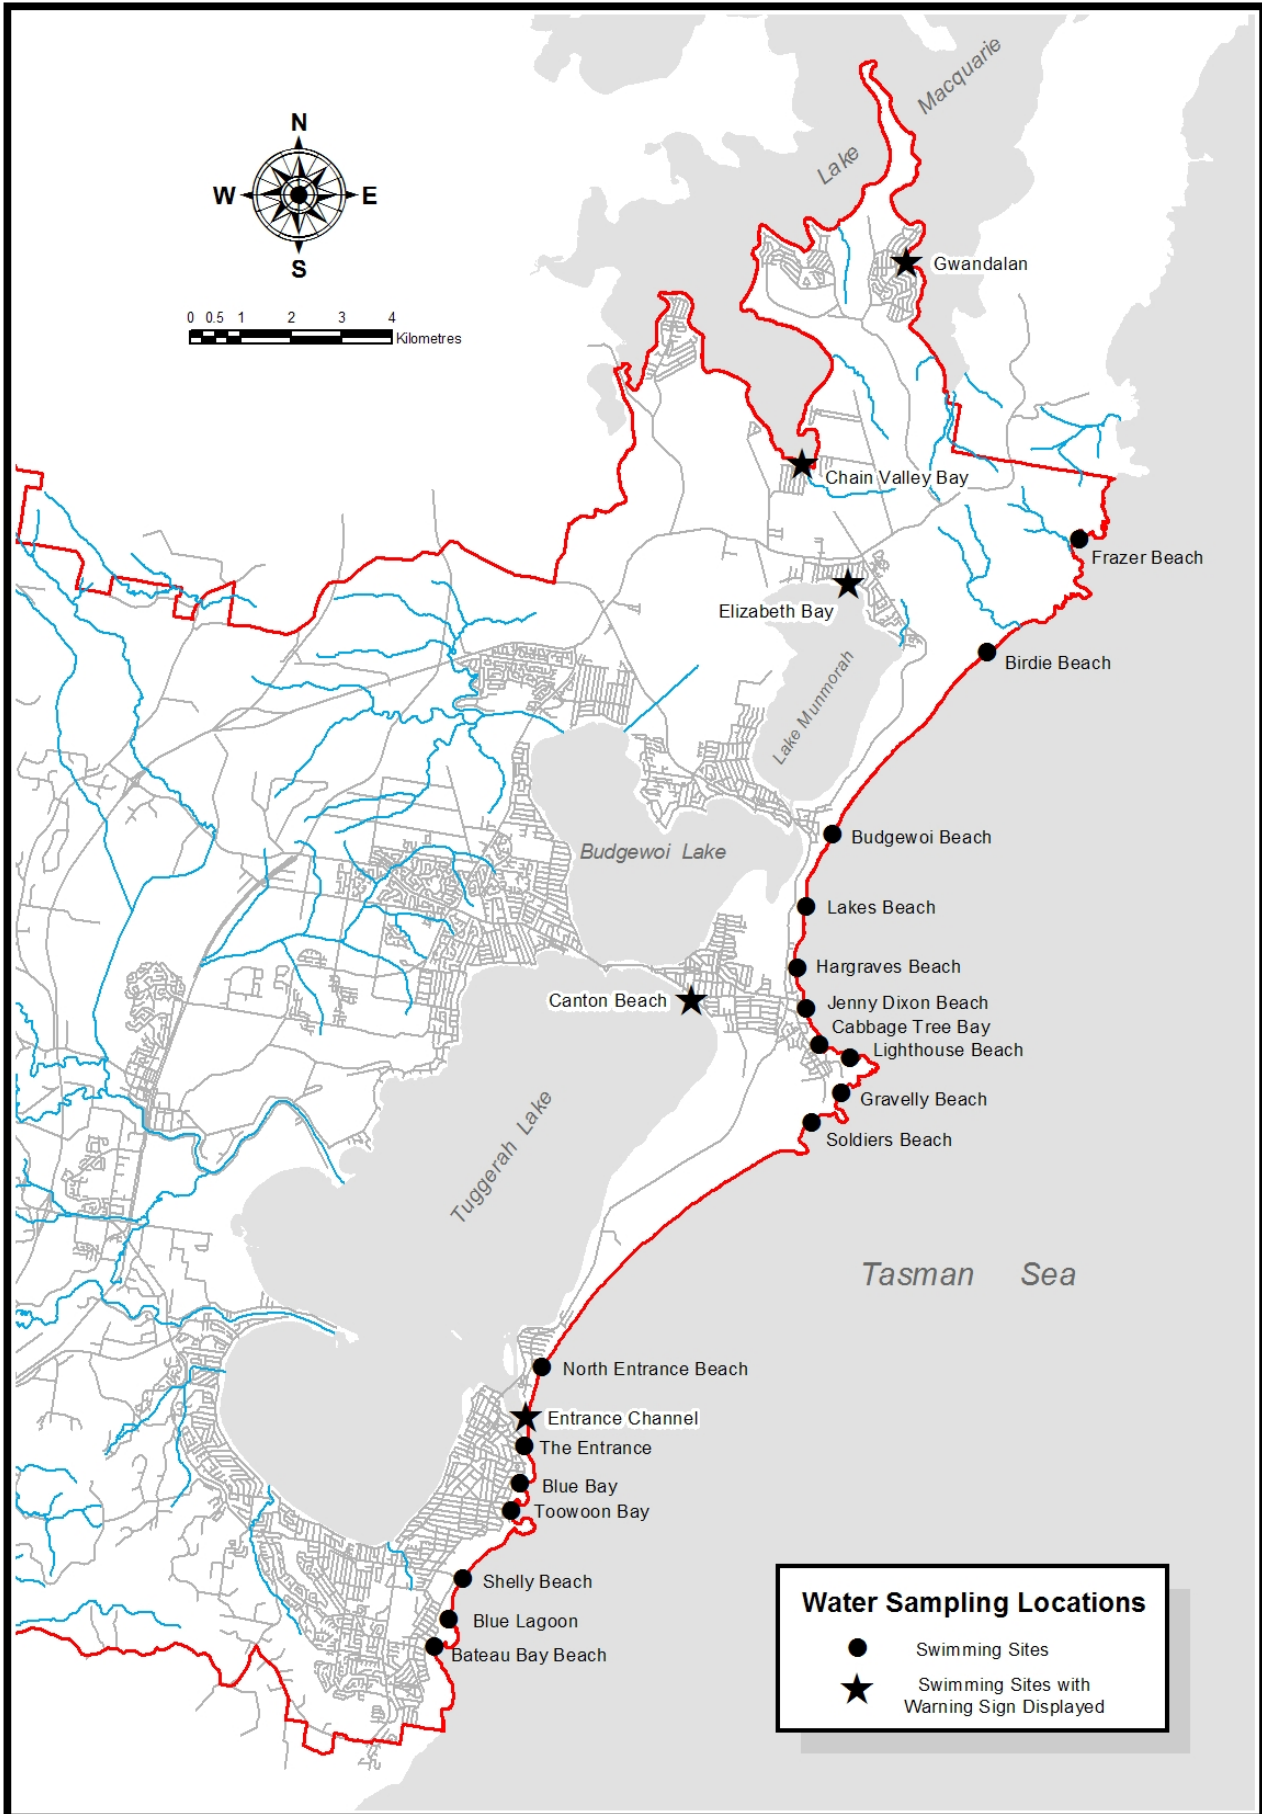 N
W
E
S
0 0.5 1 2 3 4
Kilometres
Lake Macquarie
Gwandalan
Chain Valley Bay
Frazer Beach
Elizabeth Bay
Birdie Beach
Lake Munmorah
Budgewoi Beach
Budgewoi Lake
Lakes Beach
Hargraves Beach
Canton Beach
Jenny Dixon Beach
Cabbage Tree Bay
Lighthouse Beach
Gravelly Beach
Soldiers Beach
Tuggerah Lake
Tasman Sea
North Entrance Beach
Entrance Channel
The Entrance
Blue Bay
Toowoon Bay
Shelly Beach
Blue Lagoon
Bateau Bay Beach
Water Sampling Locations
Swimming Sites
Swimming Sites with
Warning Sign Displayed